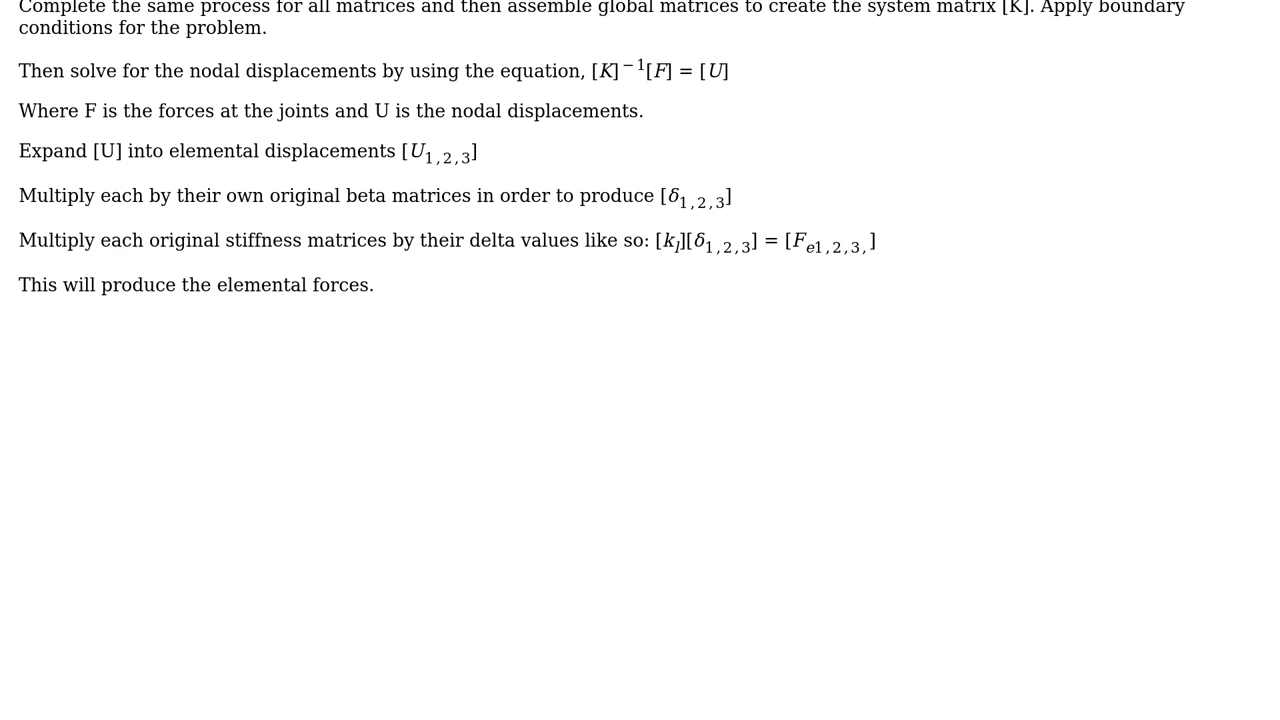 Complete the same process for all matrices and then assemble global matrices to create the system matrix [K]. Apply boundary
conditions for the problem.
Then solve for the nodal displacements by using the equation, [K]⁻¹[F] = [U]
Where F is the forces at the joints and U is the nodal displacements.
Expand [U] into elemental displacements [U₁,₂,₃]
Multiply each by their own original beta matrices in order to produce [δ₁,₂,₃]
Multiply each original stiffness matrices by their delta values like so: [kₗ][δ₁,₂,₃] = [Fₑ₁,₂,₃,]
This will produce the elemental forces.